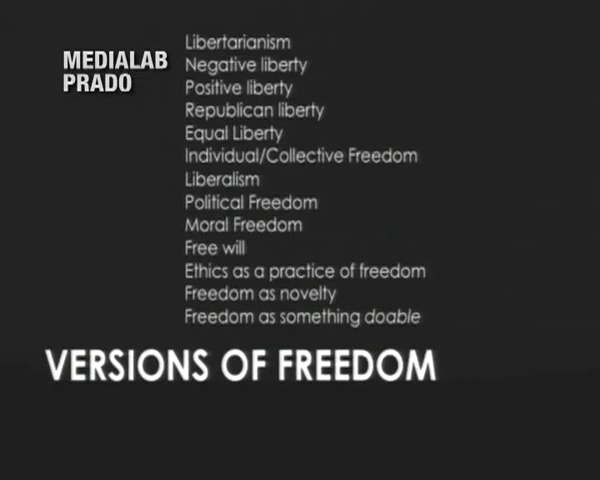 MEDIALAB
PRADO
Libertarianism
Negative liberty
Positive liberty
Republican liberty
Equal Liberty
Individual/Collective Freedom
Liberalism
Political Freedom
Moral Freedom
Free will
Ethics as a practice of freedom
Freedom as novelty
Freedom as something doable
VERSIONS OF FREEDOM